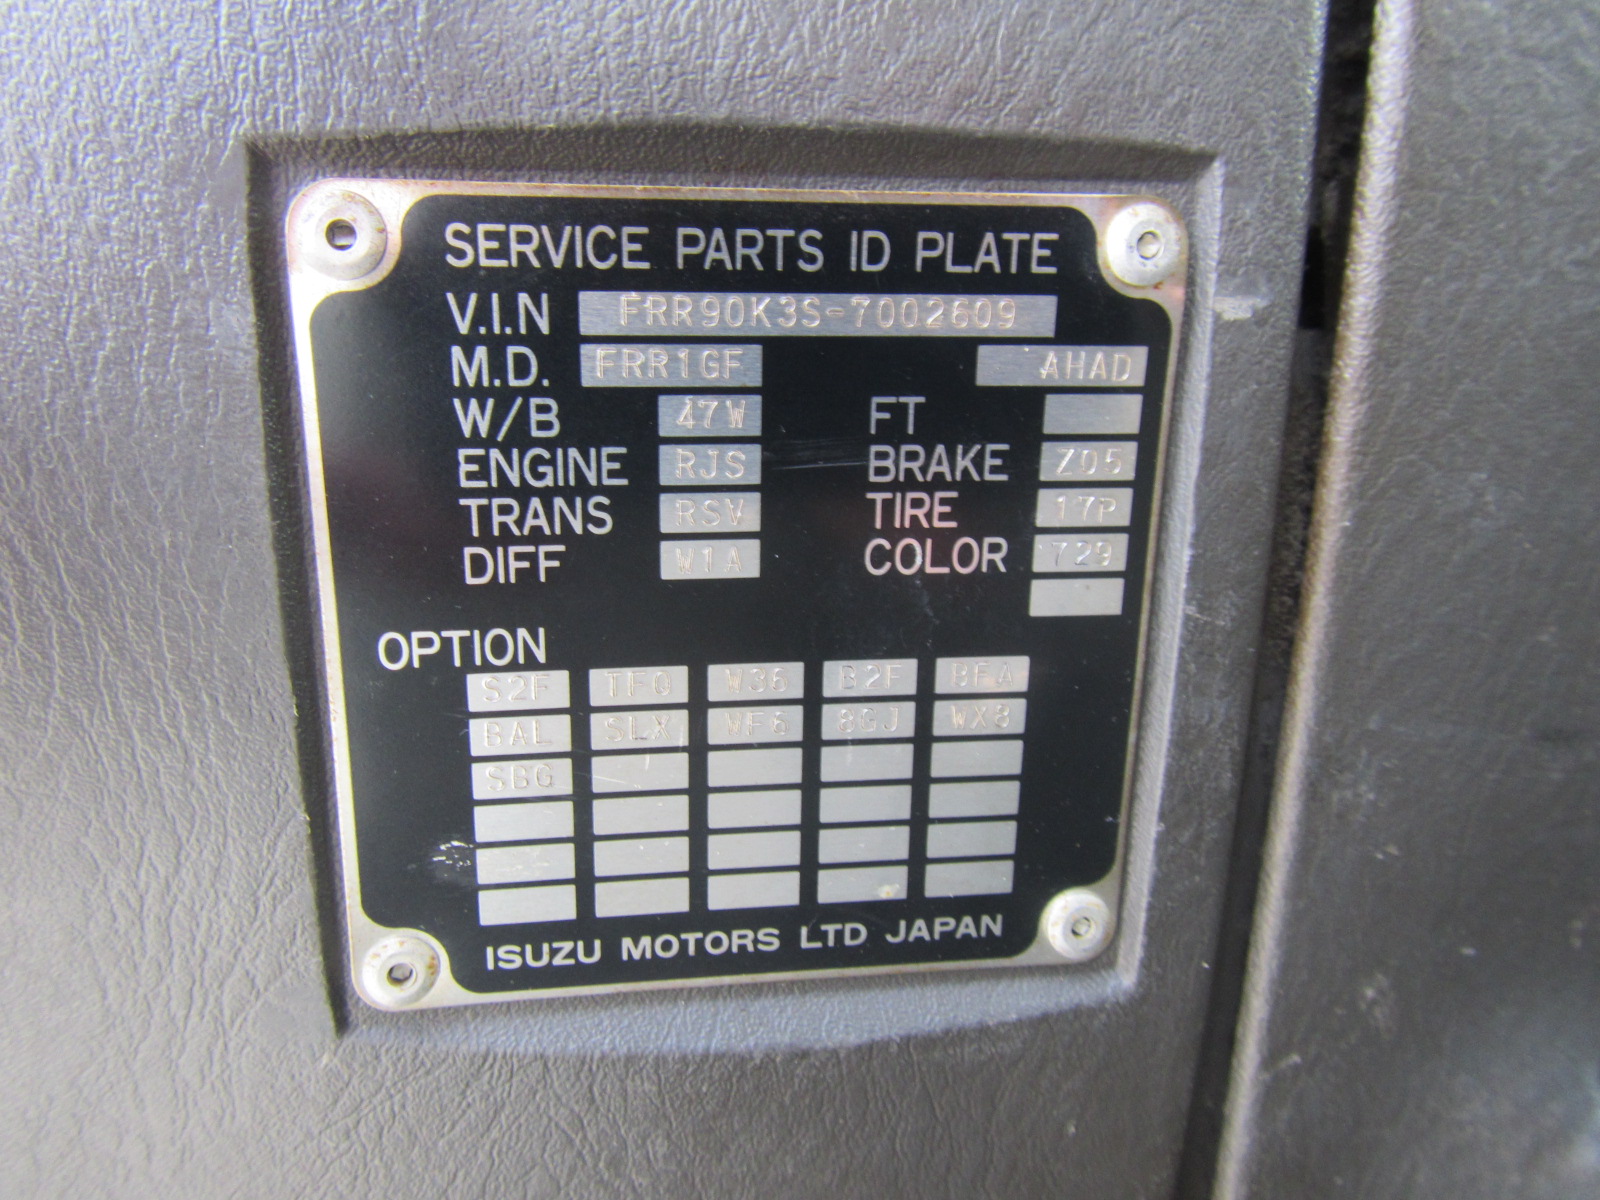 SERVICE PARTS ID PLATE
V.I.N FRR90K3S-7002609
M.D. FRR1GF AHAD
W/B 47W FT
ENGINE RJS BRAKE Z05
TRANS RSV TIRE 17P
DIFF W1A COLOR 729
OPTION
S2F TFQ W36 B2F BFA
BAL SLX WF6 8GJ WX8
SBG
ISUZU MOTORS LTD JAPAN